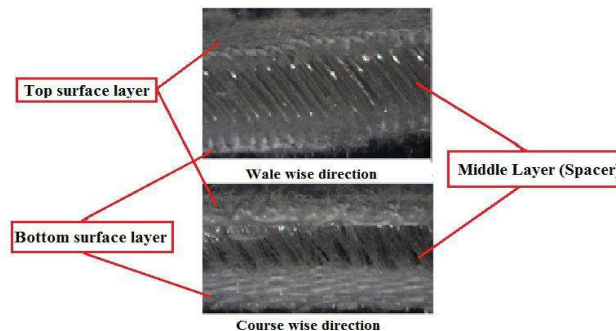 Top surface layer
Wale wise direction
Middle Layer (Spacer)
Bottom surface layer
Course wise direction